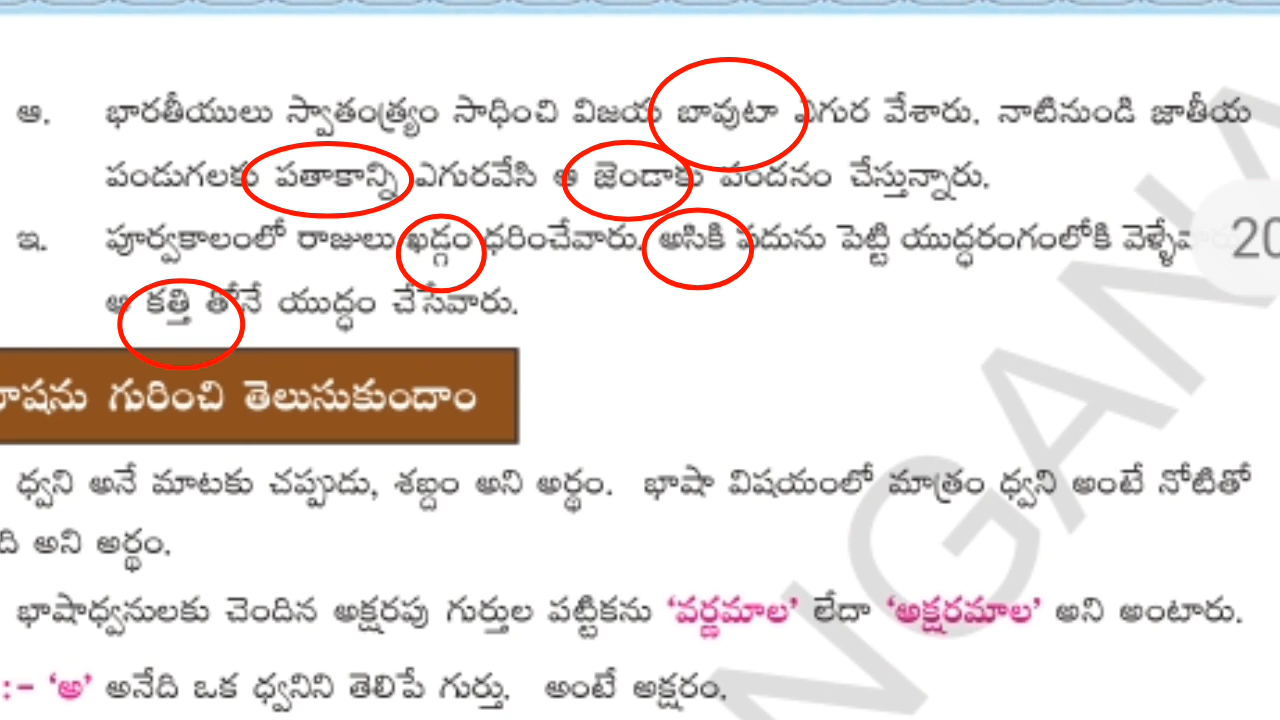 ఆ. భారతీయులు స్వాతంత్ర్యం సాధించి విజయ బావుటా ఎగుర వేశారు. నాటినుండి జాతీయ
పండుగలకు పతాకాన్ని ఎగురవేసి ఆ జెండాకు వందనం చేస్తున్నారు.
ఇ. పూర్వకాలంలో రాజులు ఖడ్గం ధరించేవారు. అసికి పదును పెట్టి యుద్ధరంగంలోకి వెళ్ళేవారు
20
ఆ కత్తి తోనే యుద్ధం చేసేవారు.
భాషను గురించి తెలుసుకుందాం
ధ్వని అనే మాటకు చప్పుడు, శబ్దం అని అర్థం. భాషా విషయంలో మాత్రం ధ్వని అంటే నోటితో
ది అని అర్థం.
భాషాధ్వనులకు చెందిన అక్షరపు గుర్తుల పట్టికను ‘వర్ణమాల’ లేదా ‘అక్షరమాల’ అని అంటారు.
:- ‘అ’ అనేది ఒక ధ్వనిని తెలిపే గుర్తు. అంటే అక్షరం.